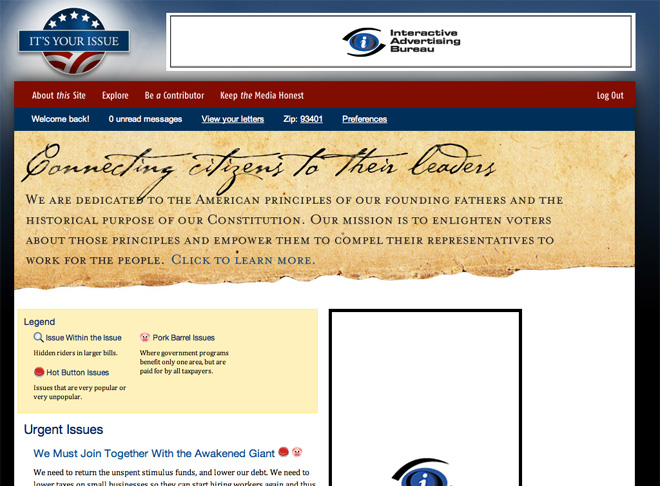 IT'S YOUR ISSUE
Interactive
Advertising
Bureau
About this Site Explore Be a Contributor Keep the Media Honest Log Out
Welcome back! 0 unread messages View your letters Zip: 93401 Preferences
Connecting citizens to their leaders
We are dedicated to the American principles of our founding fathers and the
historical purpose of our Constitution. Our mission is to enlighten voters
about those principles and empower them to compel their representatives to
work for the people. Click to learn more.
Legend
Issue Within the Issue
Hidden riders in larger bills.
Hot Button Issues
Issues that are very popular or
very unpopular.
Pork Barrel Issues
Where government programs
benefit only one area, but are
paid for by all taxpayers.
Urgent Issues
We Must Join Together With the Awakened Giant
We need to return the unspent stimulus funds, and lower our debt. We need to
lower taxes on small businesses so they can start hiring workers again and thus